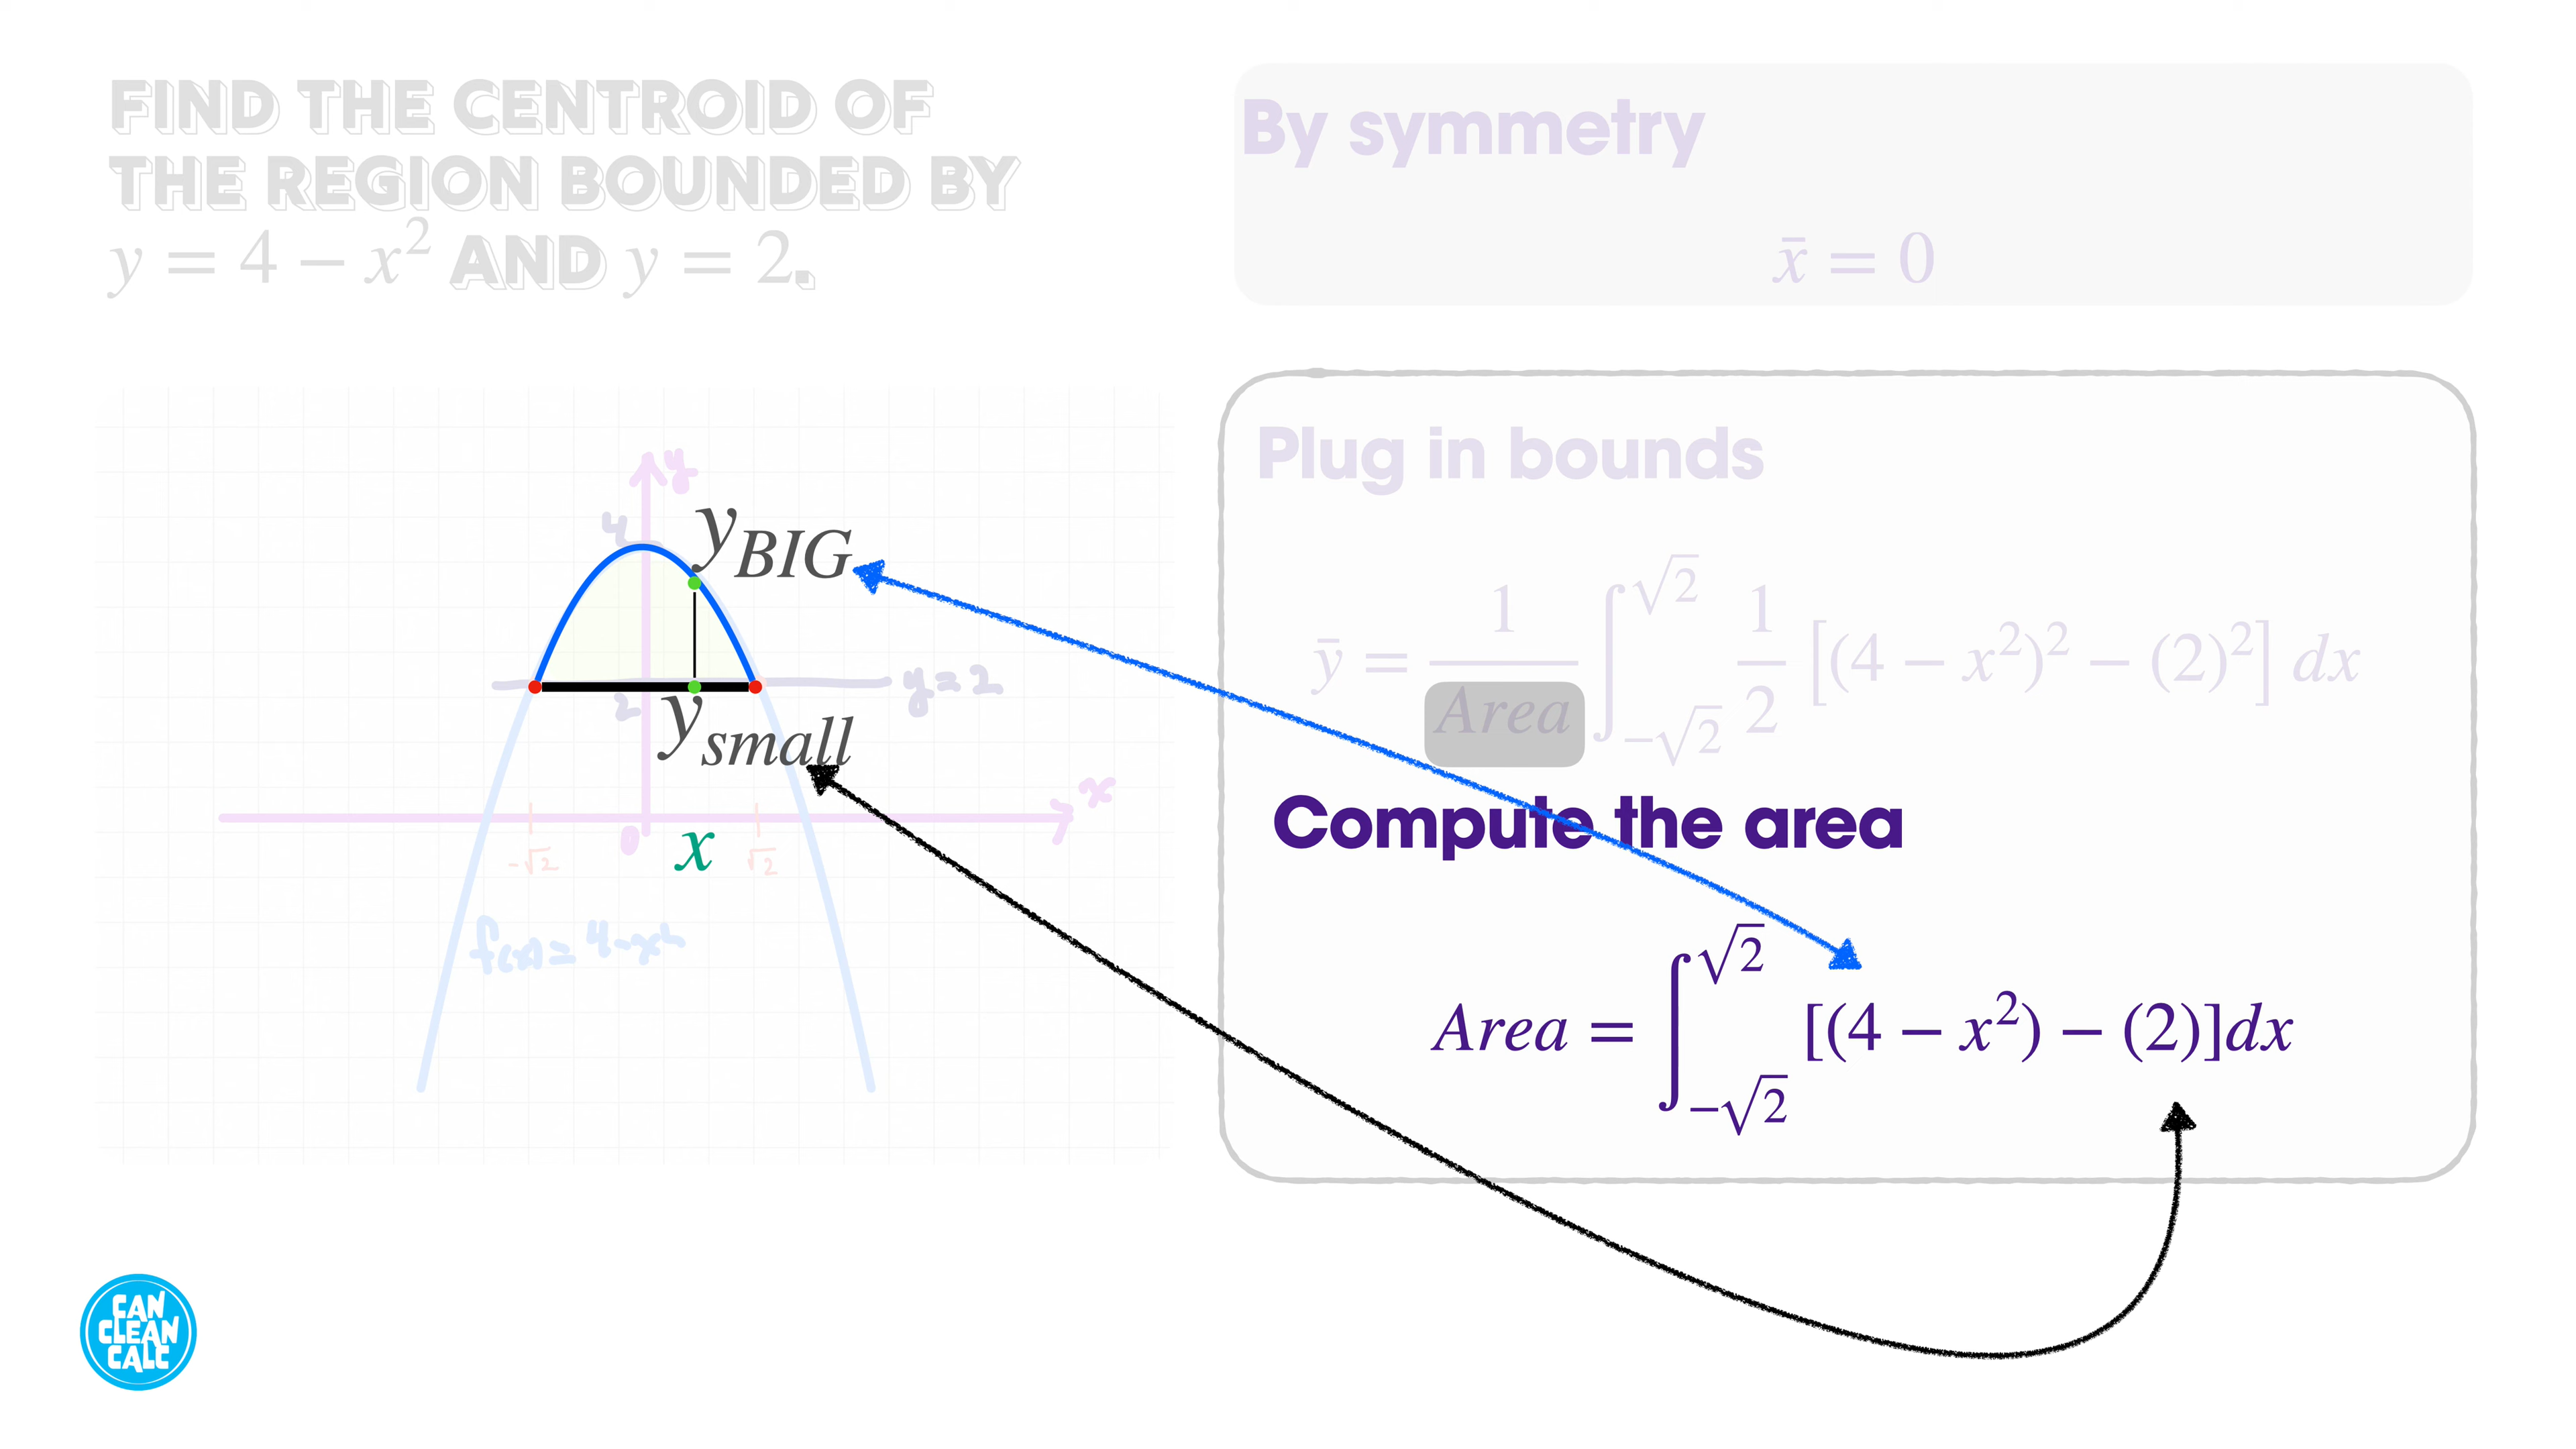 FIND THE CENTROID OF
THE REGION BOUNDED BY
y = 4 − x² AND y = 2.
By symmetry
x̄ = 0
y
4
y_BIG
y = 2
2
y_small
x
0
x
-√2
√2
f(x) = 4-x²
Plug in bounds
ȳ = 1/Area ∫_{−√2}^{√2} 1/2 [(4 − x²)² − (2)²] dx
Compute the area
Area = ∫_{−√2}^{√2} [(4 − x²) − (2)]dx
CAN
CLEAN
CALC